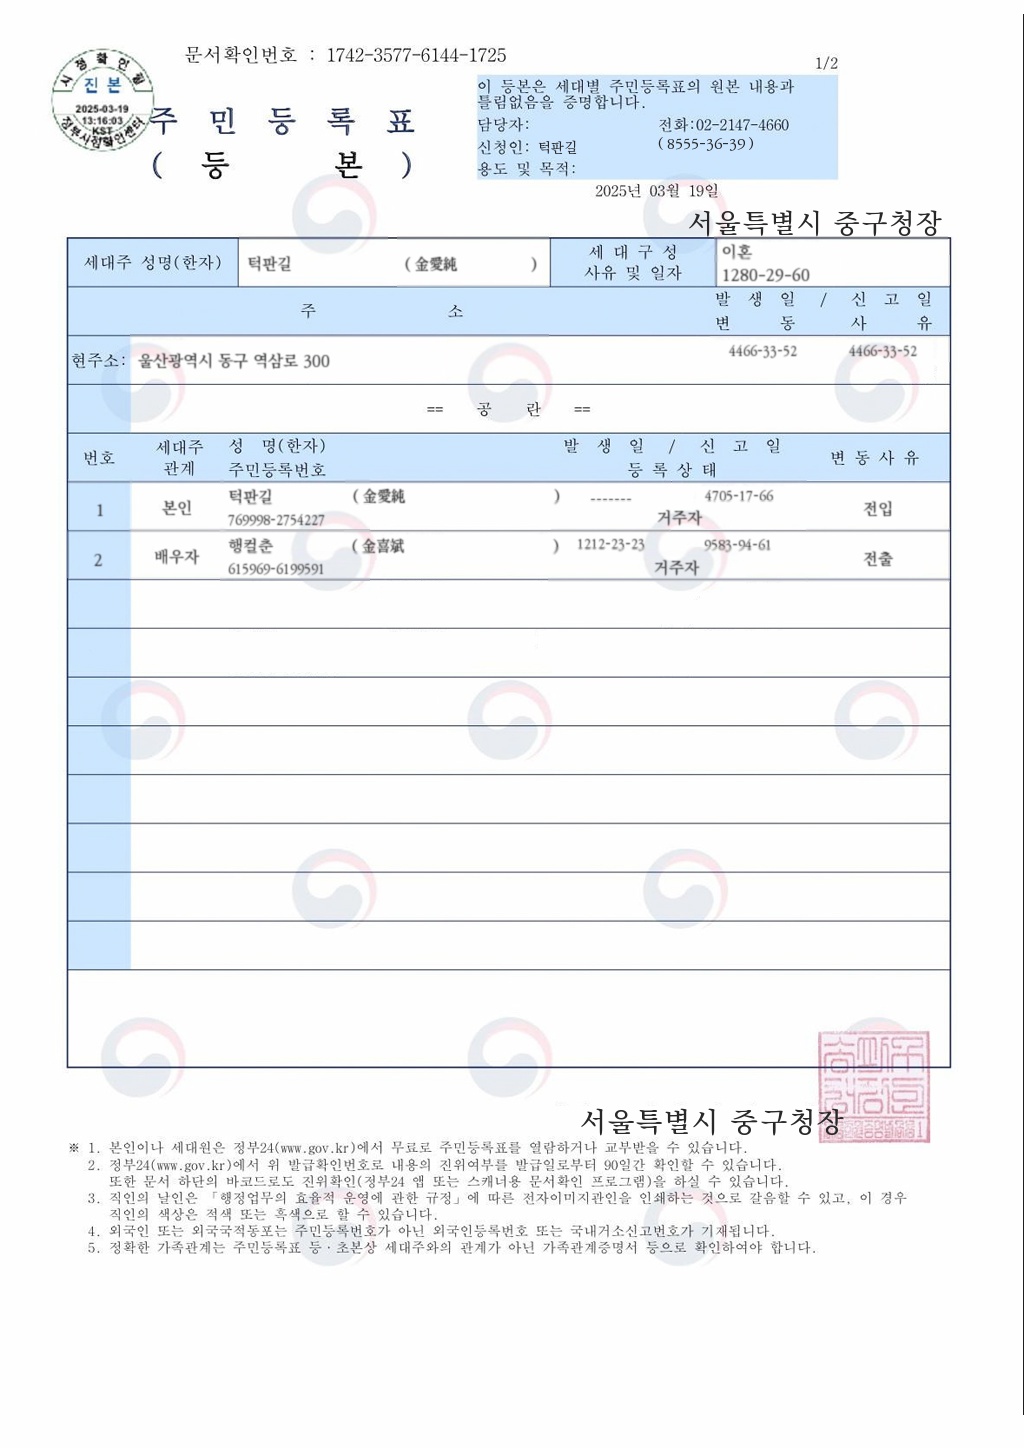 문서확인번호 : 1742-3577-6144-1725
1/2
시점확인필
진본
2025-03-19
13:16:03
KST
정부시점확인센터
주 민 등 록 표
( 등 본 )
이 등본은 세대별 주민등록표의 원본 내용과
틀림없음을 증명합니다.
담당자: 전화:02-2147-4660
신청인: 턱판길 (8555-36-39)
용도 및 목적:
2025년 03월 19일
서울특별시 중구청장
세대주 성명(한자) 턱판길 (金愛純 )
세 대 구 성
사유 및 일자
이혼
1280-29-60
주 소
발 생 일 / 신 고 일
변 동 사 유
현주소: 울산광역시 동구 역삼로 300
4466-33-52 4466-33-52
== 공 란 ==
번호
세대주
관계
성 명(한자)
주민등록번호
발 생 일 / 신 고 일
등 록 상 태
변 동 사 유
1 본인 턱판길 (金愛純 ) ------- 4705-17-66 전입
769998-2754227 거주자
2 배우자 행컬춘 (金喜斌 ) 1212-23-23 9583-94-61 전출
615969-6199591 거주자
서울특별시 중구청장
※ 1. 본인이나 세대원은 정부24(www.gov.kr)에서 무료로 주민등록표를 열람하거나 교부받을 수 있습니다.
2. 정부24(www.gov.kr)에서 위 발급확인번호로 내용의 진위여부를 발급일로부터 90일간 확인할 수 있습니다.
또한 문서 하단의 바코드로도 진위확인(정부24 앱 또는 스캐너용 문서확인 프로그램)을 하실 수 있습니다.
3. 직인의 날인은 「행정업무의 효율적 운영에 관한 규정」에 따른 전자이미지관인을 인쇄하는 것으로 갈음할 수 있고, 이 경우
직인의 색상은 적색 또는 흑색으로 할 수 있습니다.
4. 외국인 또는 외국국적동포는 주민등록번호가 아닌 외국인등록번호 또는 국내거소신고번호가 기재됩니다.
5. 정확한 가족관계는 주민등록표 등·초본상 세대주와의 관계가 아닌 가족관계증명서 등으로 확인하여야 합니다.